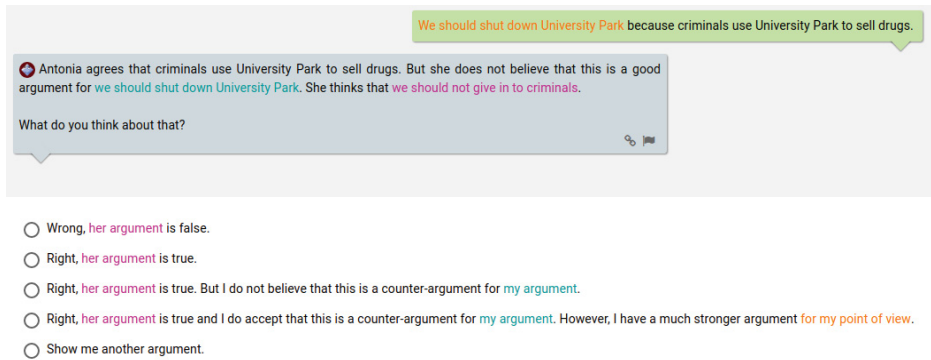 We should shut down University Park because criminals use University Park to sell drugs.
Antonia agrees that criminals use University Park to sell drugs. But she does not believe that this is a good
argument for we should shut down University Park. She thinks that we should not give in to criminals.
What do you think about that?
Wrong, her argument is false.
Right, her argument is true.
Right, her argument is true. But I do not believe that this is a counter-argument for my argument.
Right, her argument is true and I do accept that this is a counter-argument for my argument. However, I have a much stronger argument for my point of view.
Show me another argument.